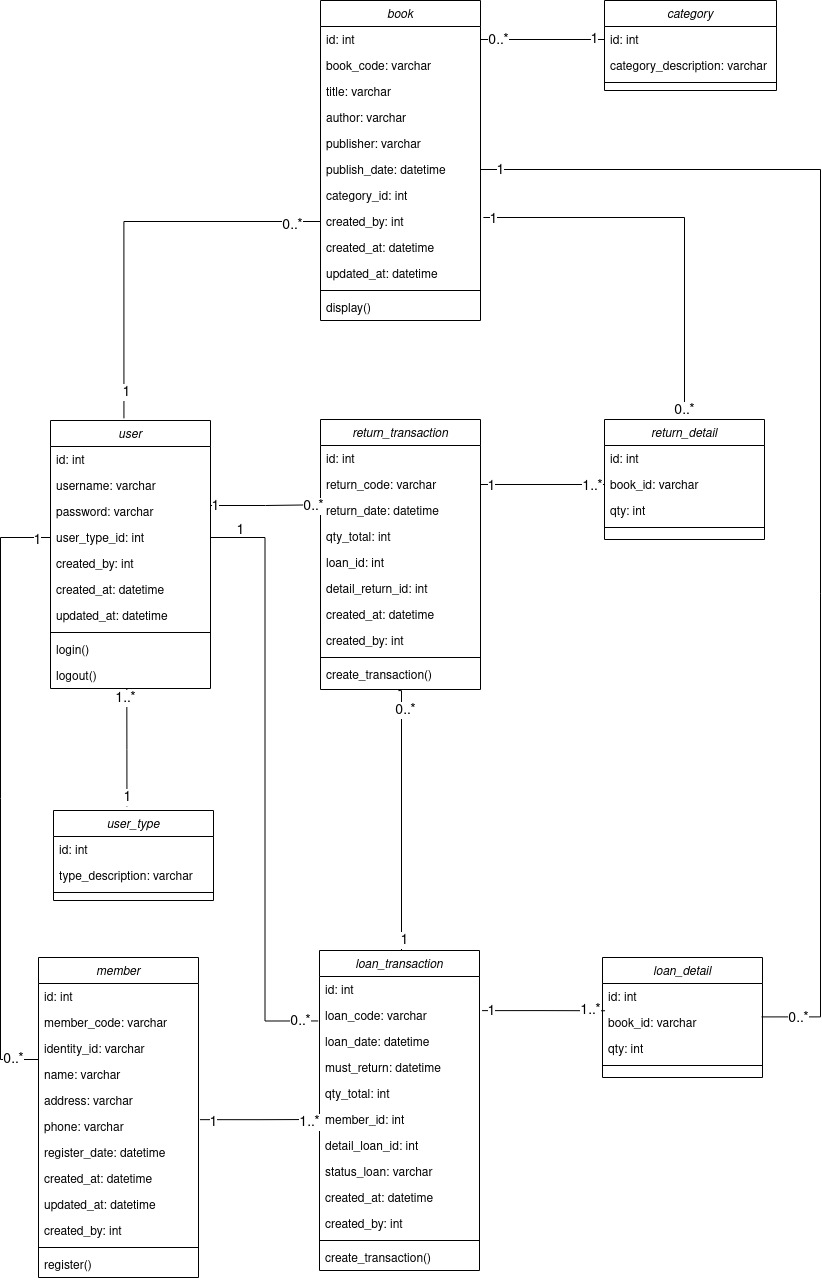 book
id: int
book_code: varchar
title: varchar
author: varchar
publisher: varchar
publish_date: datetime
category_id: int
created_by: int
created_at: datetime
updated_at: datetime
display()
category
id: int
category_description: varchar
0..*
1
1
1
0..*
1
0..*
user
id: int
username: varchar
password: varchar
user_type_id: int
created_by: int
created_at: datetime
updated_at: datetime
login()
logout()
return_transaction
id: int
return_code: varchar
return_date: datetime
qty_total: int
loan_id: int
detail_return_id: int
created_at: datetime
created_by: int
create_transaction()
return_detail
id: int
book_id: varchar
qty: int
1
1..*
1
0..*
1
1
1..*
1
0..*
1
user_type
id: int
type_description: varchar
member
id: int
member_code: varchar
identity_id: varchar
name: varchar
address: varchar
phone: varchar
register_date: datetime
created_at: datetime
updated_at: datetime
created_by: int
register()
loan_transaction
id: int
loan_code: varchar
loan_date: datetime
must_return: datetime
qty_total: int
member_id: int
detail_loan_id: int
status_loan: varchar
created_at: datetime
created_by: int
create_transaction()
loan_detail
id: int
book_id: varchar
qty: int
1
1..*
0..*
0..*
0..*
1
1..*